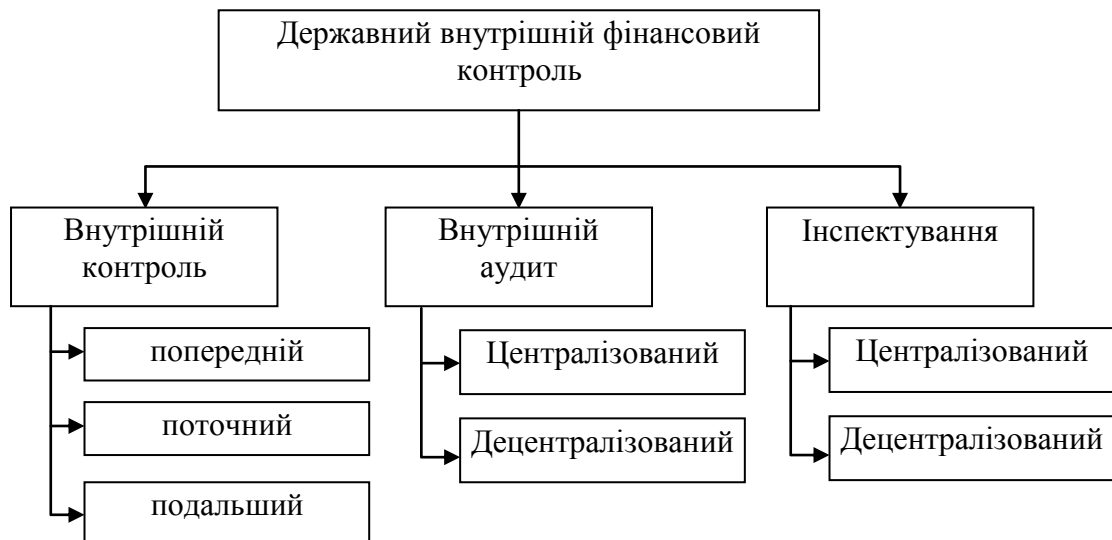 Державний внутрішній фінансовий
контроль
Внутрішній
контроль
попередній
поточний
подальший
Внутрішній
аудит
Централізований
Децентралізований
Інспектування
Централізований
Децентралізований